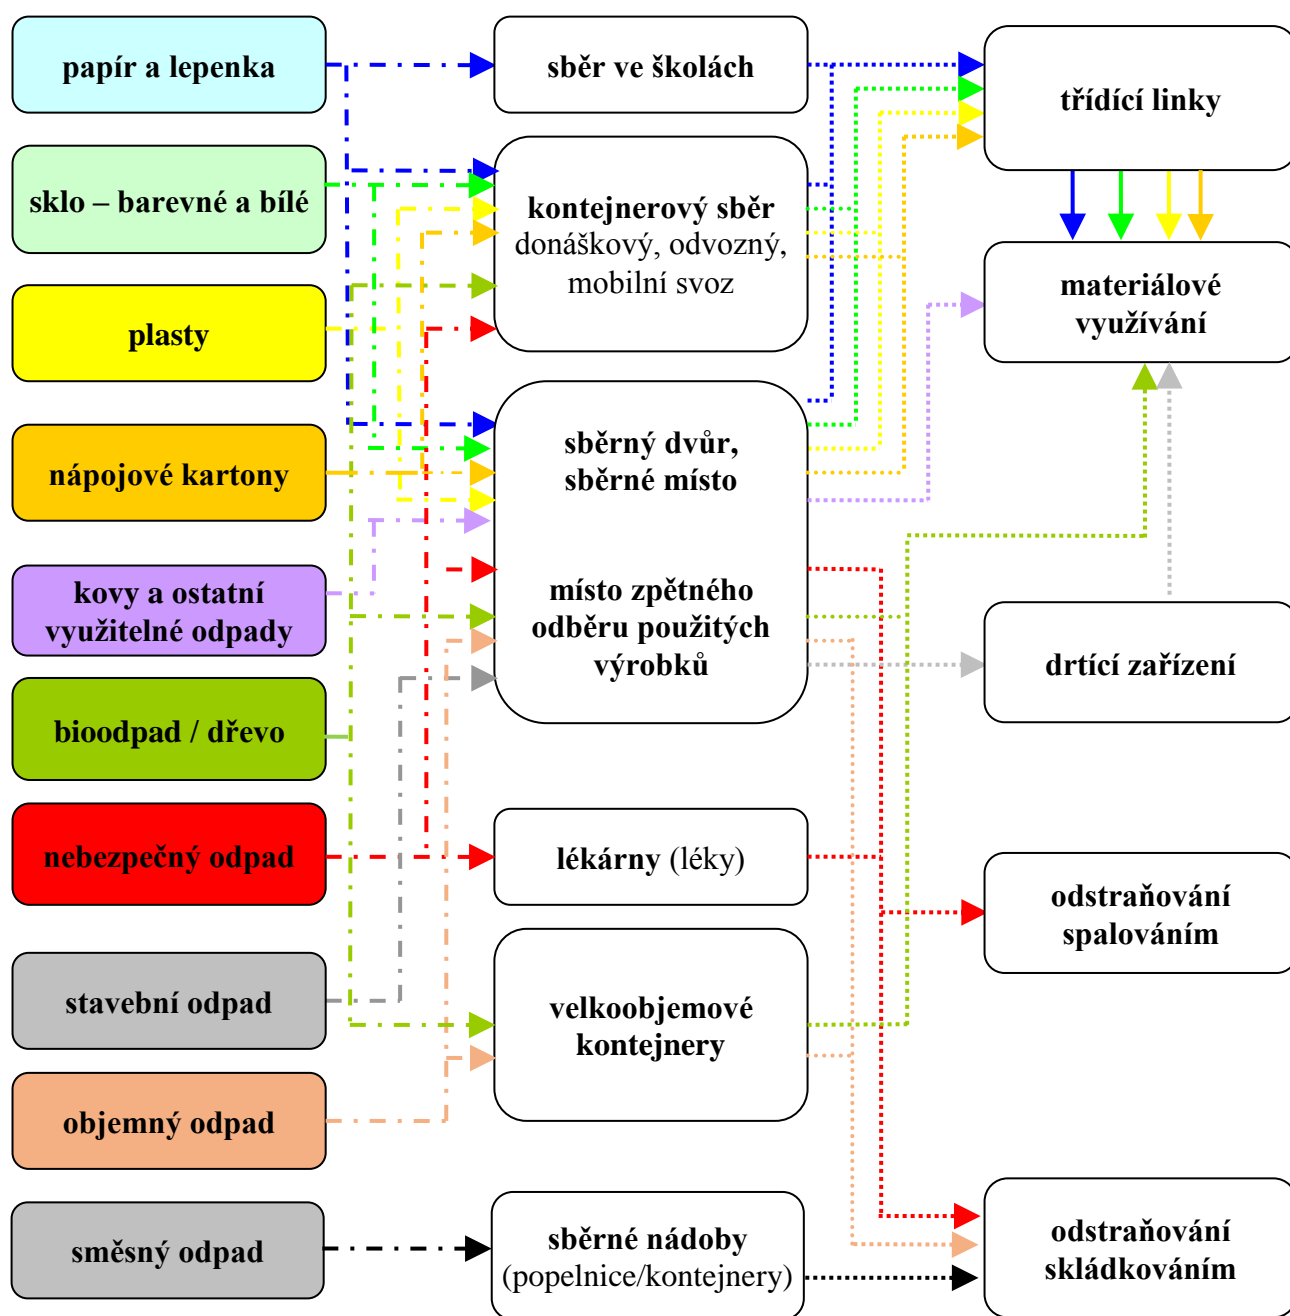 papír a lepenka
sklo – barevné a bílé
plasty
nápojové kartony
kovy a ostatní
využitelné odpady
bioodpad / dřevo
nebezpečný odpad
stavební odpad
objemný odpad
směsný odpad
sběr ve školách
kontejnerový sběr
donáškový, odvozný,
mobilní svoz
sběrný dvůr,
sběrné místo
místo zpětného
odběru použitých
výrobků
lékárny (léky)
velkoobjemové
kontejnery
sběrné nádoby
(popelnice/kontejnery)
třídící linky
materiálové
využívání
drtící zařízení
odstraňování
spalováním
odstraňování
skládkováním